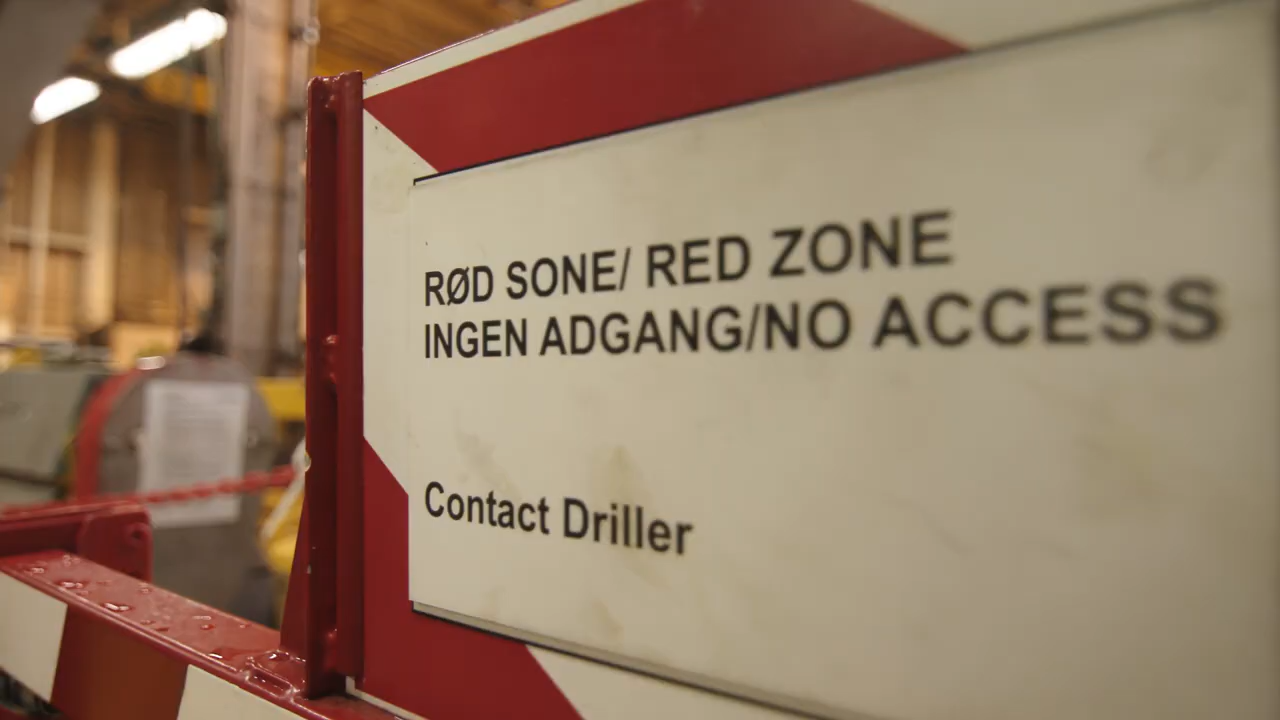 RØD SONE/ RED ZONE
INGEN ADGANG/NO ACCESS
Contact Driller